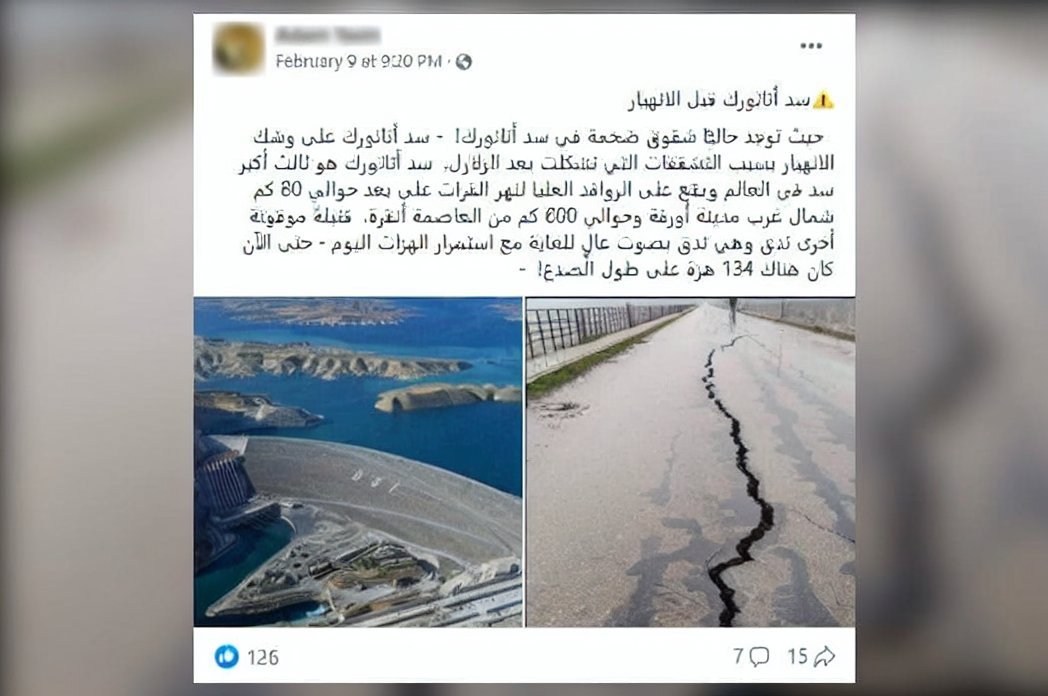 February 9 at 9:20 PM ·
⚠️سد أتاتورك قبل الانهيار
حيث توجد حاليًا شقوق ضخمة في سد أتاتورك! - سد أتاتورك على وشك
الانهيار بسبب التشققات التي تشكلت بعد الزلازل. سد أتاتورك هو ثالث أكبر
سد في العالم ويقع على الروافد العليا لنهر الفرات على بعد حوالي 80 كم
شمال غرب مدينة أورفة وحوالي 600 كم من العاصمة أنقرة. قنبلة موقوتة
أخرى تدق وهي تدق بصوت عالٍ للغاية مع استمرار الهزات اليوم - حتى الآن
كان هناك 134 هزة على طول الصدع! -
DSI
126
7
15